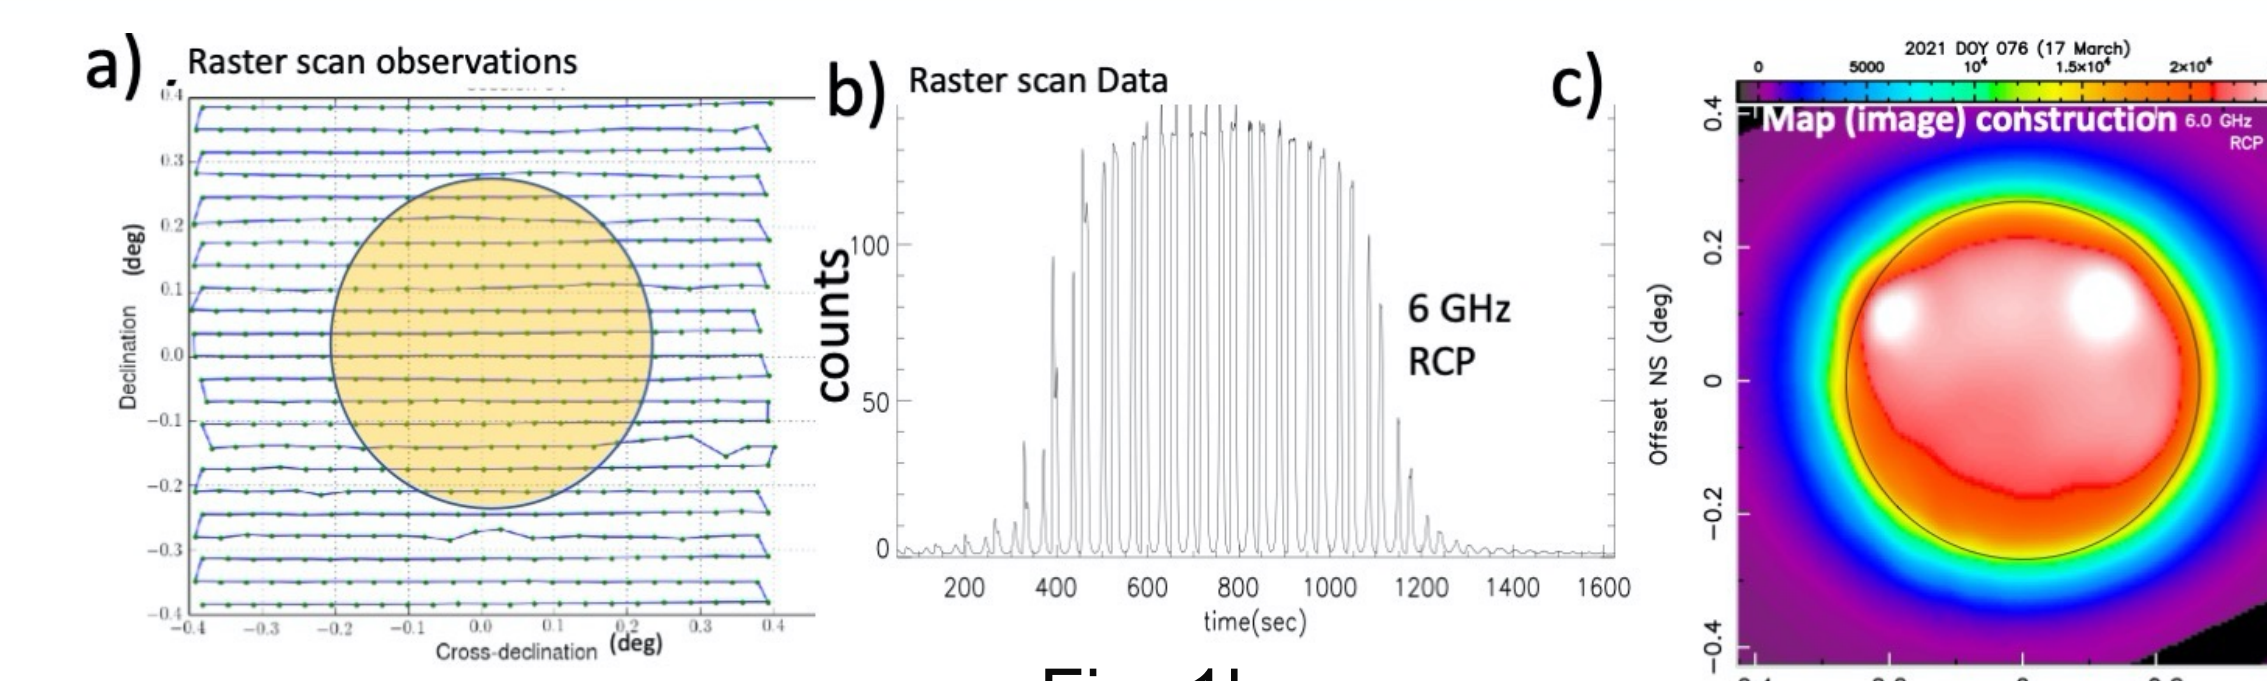 a)
Raster scan observations
0.4
0.3
0.2
0.1
0.0
−0.1
−0.2
−0.3
−0.4
Declination (deg)
−0.4 −0.3 −0.2 −0.1 0.0 0.1 0.2 0.3 0.4
Cross-declination (deg)
b)
Raster scan Data
counts
100
50
0
6 GHz
RCP
200 400 600 800 1000 1200 1400 1600
time(sec)
c)
2021 DOY 076 (17 March)
0 5000 10⁴ 1.5×10⁴ 2×10⁴
Map (image) construction
6.0 GHz
RCP
Offset NS (deg)
0.4
0.2
0
−0.2
−0.4